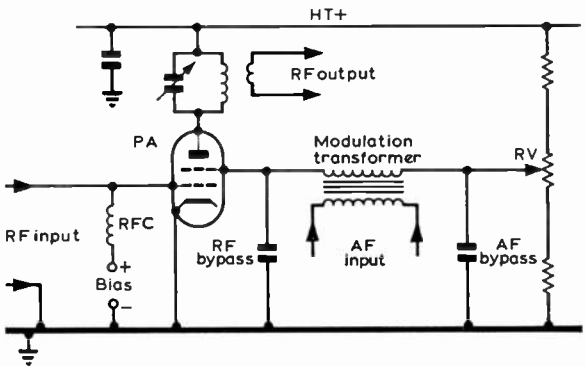 HT+
RF output
PA
Modulation
transformer
RV
RF input
RFC
+
Bias
−
RF
bypass
AF
input
AF
bypass